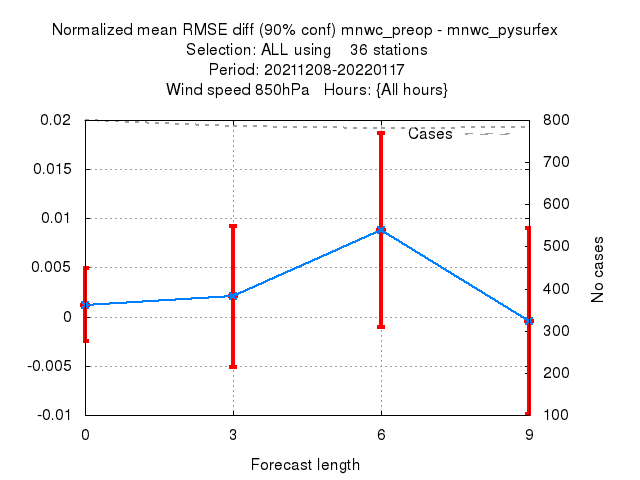 Normalized mean RMSE diff (90% conf) mnwc_preop - mnwc_pysurfex
Selection: ALL using 36 stations
Period: 20211208-20220117
Wind speed 850hPa Hours: {All hours}
0.02
0.015
0.01
0.005
0
-0.005
-0.01
Cases
800
700
600
500
400
300
200
100
No cases
0 3 6 9
Forecast length